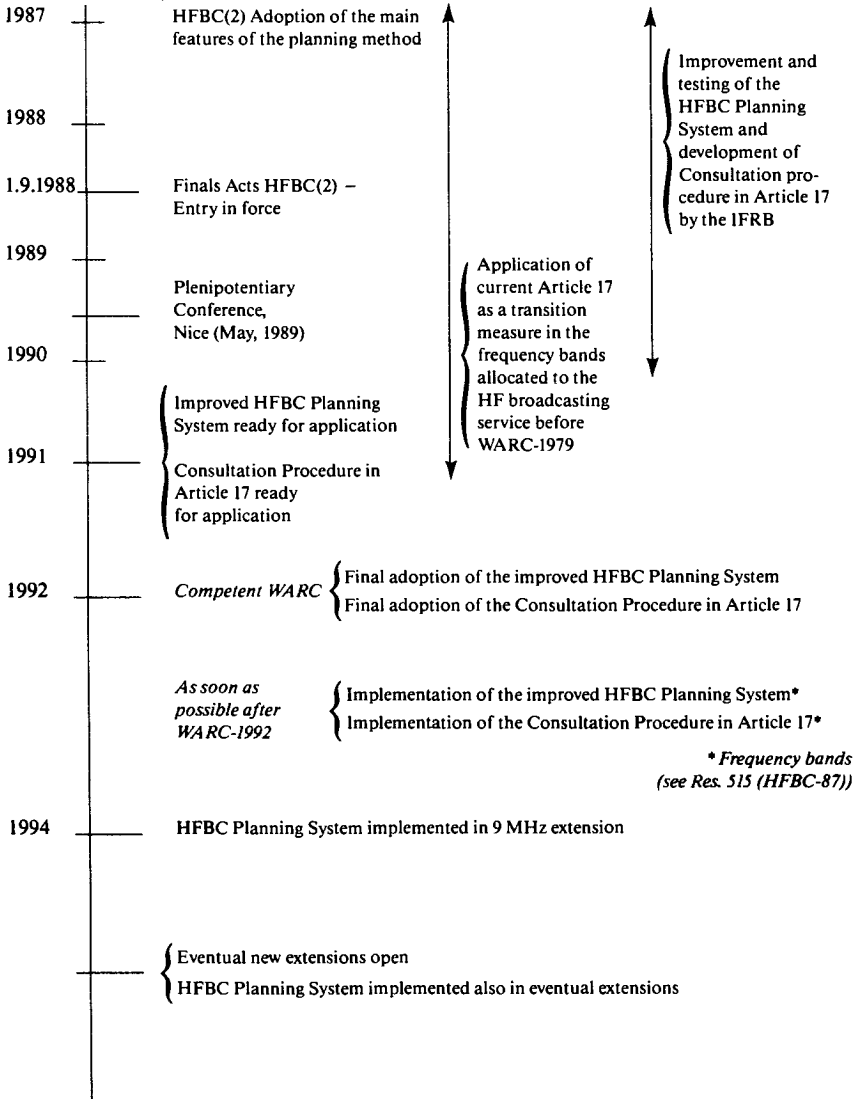 1987
HFBC(2) Adoption of the main
features of the planning method
Improvement and
testing of the
HFBC Planning
System and
development of
Consultation pro-
cedure in Article 17
by the IFRB
1988
1.9.1988
Finals Acts HFBC(2) –
Entry in force
1989
Plenipotentiary
Conference,
Nice (May, 1989)
Application of
current Article 17
as a transition
measure in the
frequency bands
allocated to the
HF broadcasting
service before
WARC-1979
1990
Improved HFBC Planning
System ready for application
1991
Consultation Procedure in
Article 17 ready
for application
1992
Competent WARC
Final adoption of the improved HFBC Planning System
Final adoption of the Consultation Procedure in Article 17
As soon as
possible after
WARC-1992
Implementation of the improved HFBC Planning System*
Implementation of the Consultation Procedure in Article 17*
* Frequency bands
(see Res. 515 (HFBC-87))
1994
HFBC Planning System implemented in 9 MHz extension
Eventual new extensions open
HFBC Planning System implemented also in eventual extensions